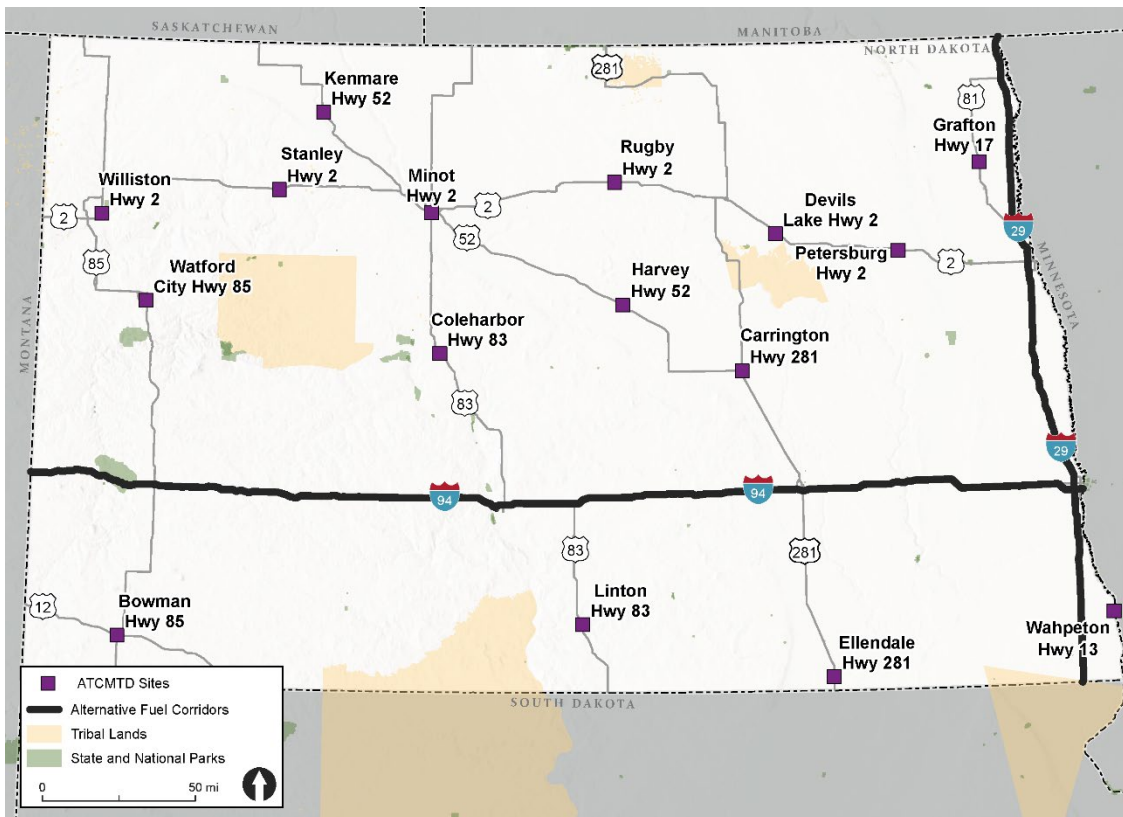 SASKATCHEWAN
MANITOBA
NORTH DAKOTA
281
Kenmare
Hwy 52
81
Grafton
Hwy 17
Stanley
Hwy 2
Rugby
Hwy 2
Minot
Hwy 2
Williston
Hwy 2
2
2
52
85
Devils
Lake Hwy 2
29
Petersburg
Hwy 2
2
MINNESOTA
Watford
City Hwy 85
Harvey
Hwy 52
MONTANA
Coleharbor
Hwy 83
Carrington
Hwy 281
83
29
94
94
83
281
12
Bowman
Hwy 85
Linton
Hwy 83
Wahpeton
Hwy 13
Ellendale
Hwy 281
SOUTH DAKOTA
ATCMTD Sites
Alternative Fuel Corridors
Tribal Lands
State and National Parks
0 50 mi